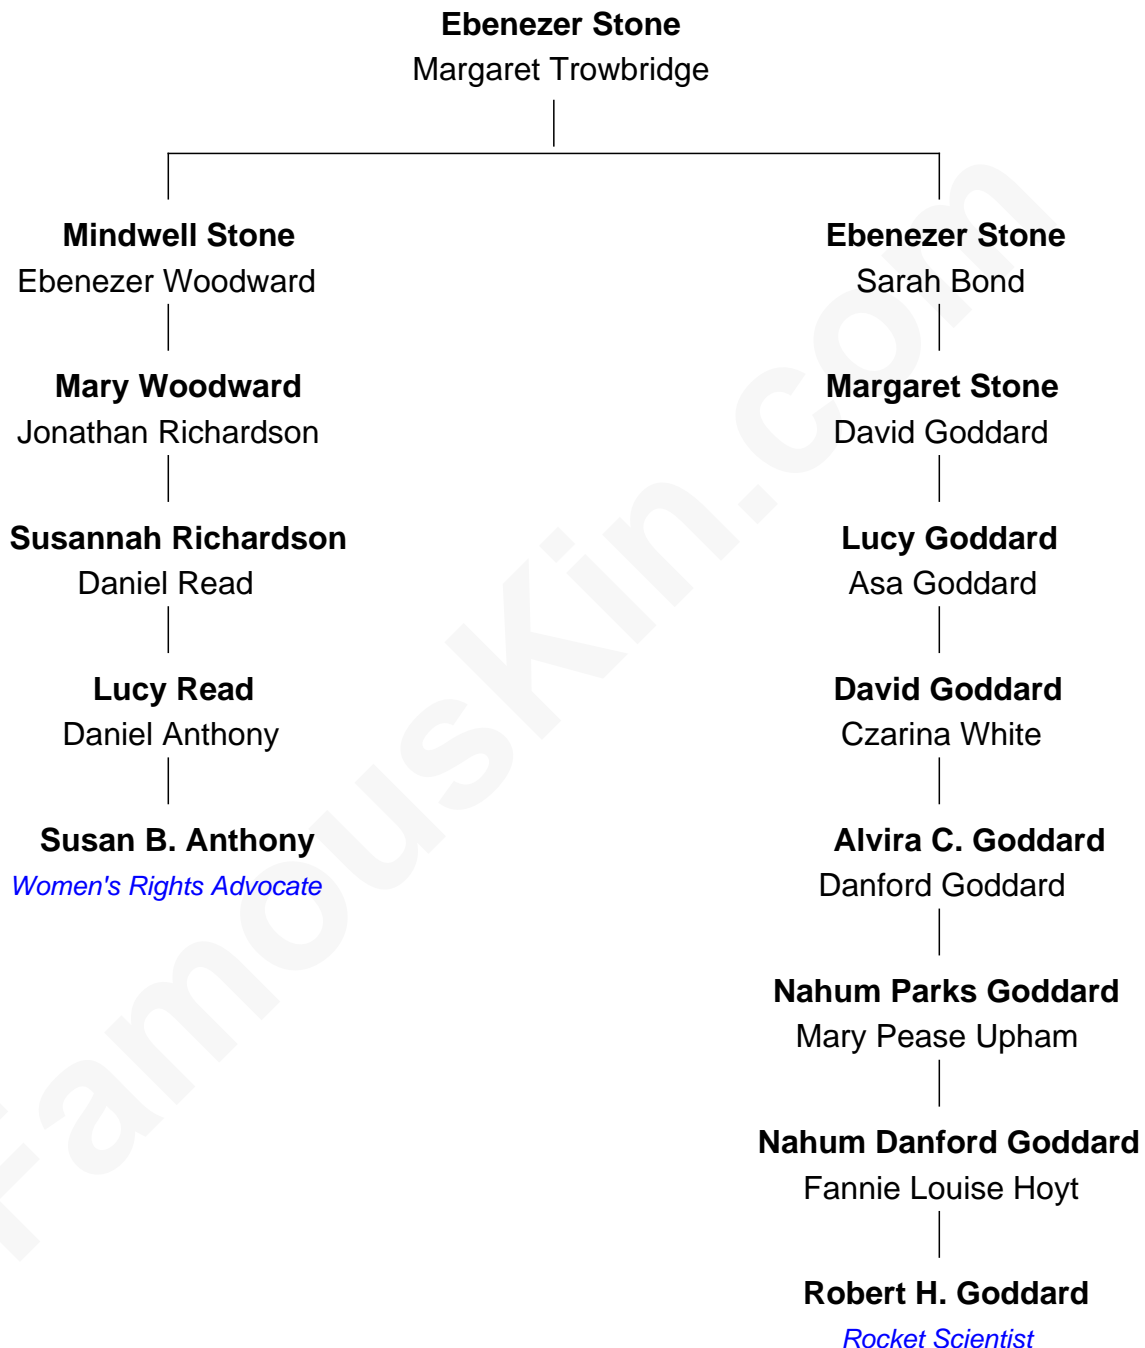 Ebenezer Stone
Margaret Trowbridge
Mindwell Stone
Ebenezer Woodward
Mary Woodward
Jonathan Richardson
Susannah Richardson
Daniel Read
Lucy Read
Daniel Anthony
Susan B. Anthony
Women's Rights Advocate
Ebenezer Stone
Sarah Bond
Margaret Stone
David Goddard
Lucy Goddard
Asa Goddard
David Goddard
Czarina White
Alvira C. Goddard
Danford Goddard
Nahum Parks Goddard
Mary Pease Upham
Nahum Danford Goddard
Fannie Louise Hoyt
Robert H. Goddard
Rocket Scientist
FamousKin.com